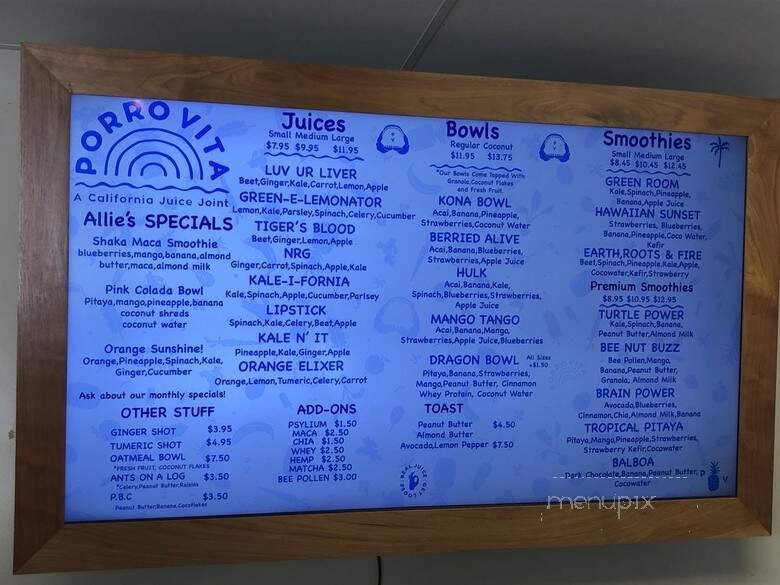 PORRO VITA
A California Juice Joint
Allie's SPECIALS
Shaka Maca Smoothie
blueberries,mango,banana,almond
butter,maca,almond milk
Pink Colada Bowl
Pitaya,mango,pineapple,banana
coconut shreds
coconut water
Orange Sunshine!
Orange,Pineapple,Spinach,Kale,
Ginger,Cucumber
Ask about our monthly specials!
OTHER STUFF
GINGER SHOT $3.95
TUMERIC SHOT $4.95
OATMEAL BOWL $7.50
*FRESH FRUIT, COCONUT FLAKES
ANTS ON A LOG $3.50
*Celery,Peanut Butter,Raisins
P.B.C $3.50
Peanut Butter,Banana,Cocoflakes
Juices
Small Medium Large
$7.95 $9.95 $11.95
LUV UR LIVER
Beet,Ginger,Kale,Carrot,Lemon,Apple
GREEN-E-LEMONATOR
Lemon,Kale,Parsley,Spinach,Celery,Cucumber
TIGER'S BLOOD
Beet,Ginger,Lemon,Apple
NRG
Ginger,Carrot,Spinach,Apple,Kale
KALE-I-FORNIA
Kale,Spinach,Apple,Cucumber,Parlsey
LIPSTICK
Spinach,Kale,Celery,Beet,Apple
KALE N' IT
Pineapple,Kale,Ginger,Apple
ORANGE ELIXER
Orange,Lemon,Tumeric,Celery,Carrot
ADD-ONS
PSYLIUM $1.50
MACA $2.50
CHIA $1.50
WHEY $2.50
HEMP $2.50
MATCHA $2.50
BEE POLLEN $3.00
Bowls
Regular Coconut
$11.95 $13.75
*Our Bowls Come Topped With
Granola,Coconut Flakes
and Fresh Fruit.
KONA BOWL
Acai,Banana,Pineapple,
Strawberries,Coconut Water
BERRIED ALIVE
Acai,Banana,Blueberries,
Strawberries,Apple Juice
HULK
Acai,Banana,Kale,
Spinach,Blueberries,Strawberries,
Apple Juice
MANGO TANGO
Acai,Banana,Mango,
Strawberries,Apple Juice,Blueberries
DRAGON BOWL All Sizes +$1.50
Pitaya,Banana,Strawberries,
Mango,Peanut Butter, Cinnamon
Whey Protein, Coconut Water
TOAST
Peanut Butter $4.50
Almond Butter
Avocado,Lemon Pepper $7.50
REAL JUICE GET LOOSE
Smoothies
Small Medium Large
$8.45 $10.45 $12.45
GREEN ROOM
Kale,Spinach,Pineapple,
Banana,Apple Juice
HAWAIIAN SUNSET
Strawberries, Blueberries,
Banana,Pineapple,Coca Water,
Kefir
EARTH,ROOTS & FIRE
Beet,Spinach,Pineapple,Kale,Apple,
Cocowater,Kefir,Strawberry
Premium Smoothies
$8.95 $10.95 $12.95
TURTLE POWER
Kale,Spinach,Banana,
Peanut Butter,Almond Milk
BEE NUT BUZZ
Bee Pollen,Mango,
Banana,Peanut Butter,
Granola, Almond Milk
BRAIN POWER
Avocado,Blueberries,
Cinnamon,Chia,Almond Milk,Banana
TROPICAL PITAYA
Pitaya,Mango,Pineapple,Strawberries,
Strawberry Kefir
BALBOA
Dark Chocolate,Banana,Peanut Butter,
Cocowater
P V
menupix